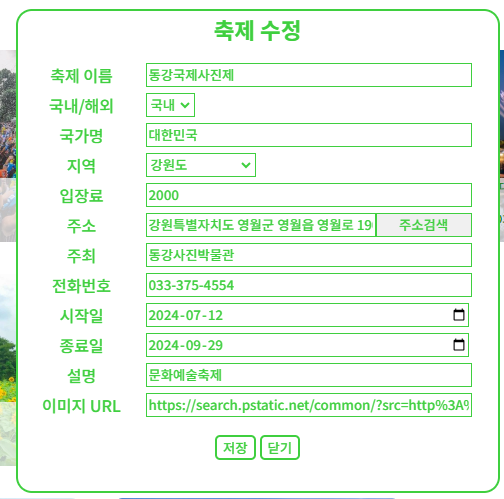 축제 수정
축제 이름 동강국제사진제
국내/해외 국내
국가명 대한민국
지역 강원도
입장료 2000
주소 강원특별자치도 영월군 영월읍 영월로 19 주소검색
주최 동강사진박물관
전화번호 033-375-4554
시작일 2024-07-12
종료일 2024-09-29
설명 문화예술축제
이미지 URL https://search.pstatic.net/common/?src=http%3A%
저장 닫기